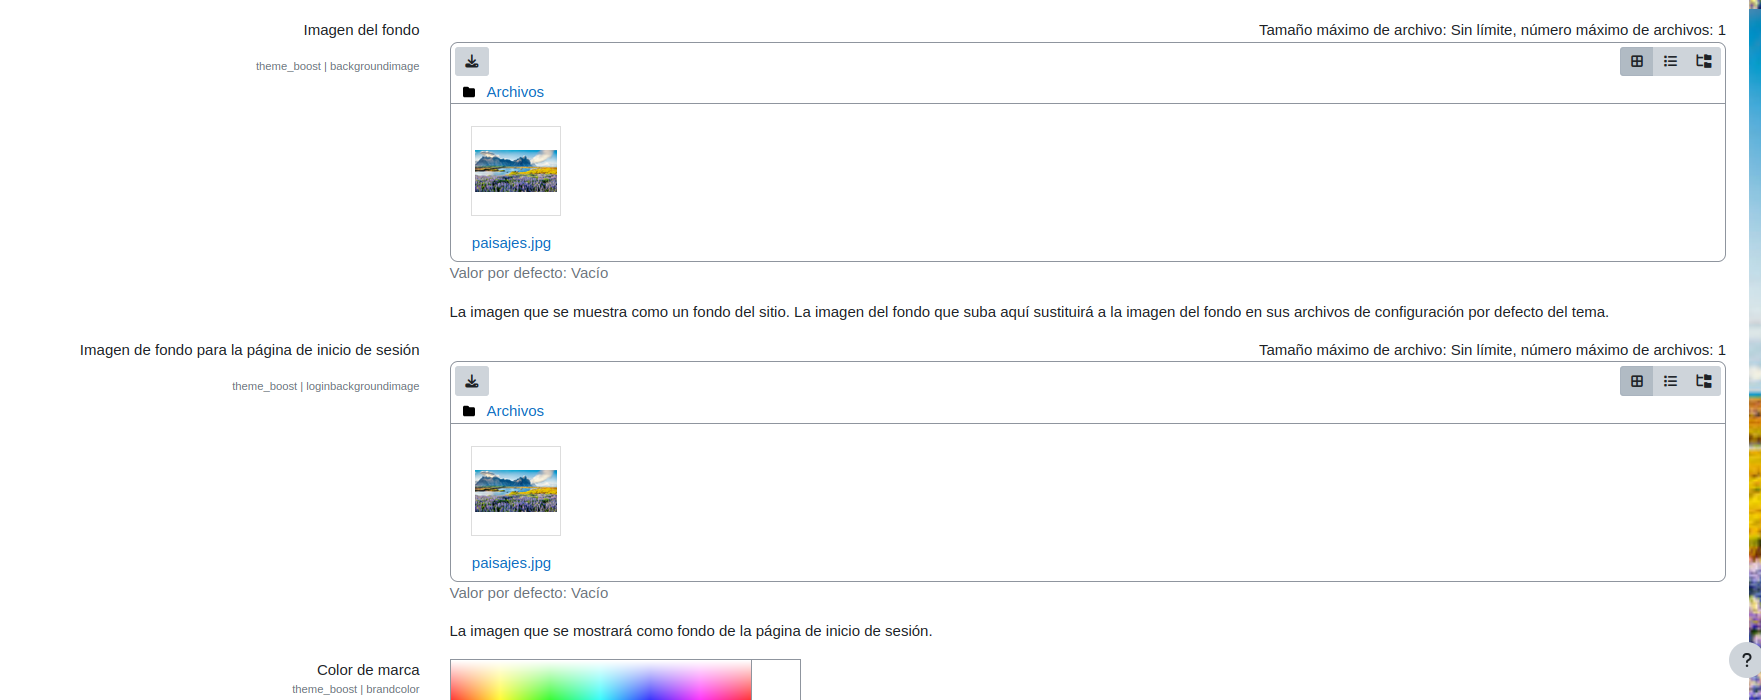 Imagen del fondo
Tamaño máximo de archivo: Sin límite, número máximo de archivos: 1
theme_boost | backgroundimage
Archivos
paisajes.jpg
Valor por defecto: Vacío
La imagen que se muestra como un fondo del sitio. La imagen del fondo que suba aquí sustituirá a la imagen del fondo en sus archivos de configuración por defecto del tema.
Imagen de fondo para la página de inicio de sesión
Tamaño máximo de archivo: Sin límite, número máximo de archivos: 1
theme_boost | loginbackgroundimage
Archivos
paisajes.jpg
Valor por defecto: Vacío
La imagen que se mostrará como fondo de la página de inicio de sesión.
?
Color de marca
theme_boost | brandcolor